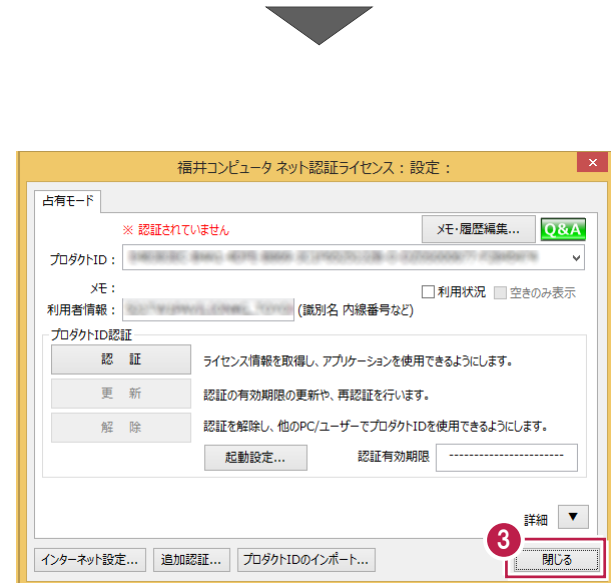 福井コンピュータ ネット認証ライセンス : 設定 :
×
占有モード
※ 認証されていません
メモ・履歴編集...
Q&A
プロダクトID :
メモ :
利用状況
空きのみ表示
利用者情報 :
(識別名 内線番号など)
プロダクトID認証
認 証
ライセンス情報を取得し、アプリケーションを使用できるようにします。
更 新
認証の有効期限の更新や、再認証を行います。
解 除
認証を解除し、他のPC/ユーザーでプロダクトIDを使用できるようにします。
起動設定...
認証有効期限
-----------------------
詳細
▼
3
インターネット設定...
追加認証...
プロダクトIDのインポート...
閉じる